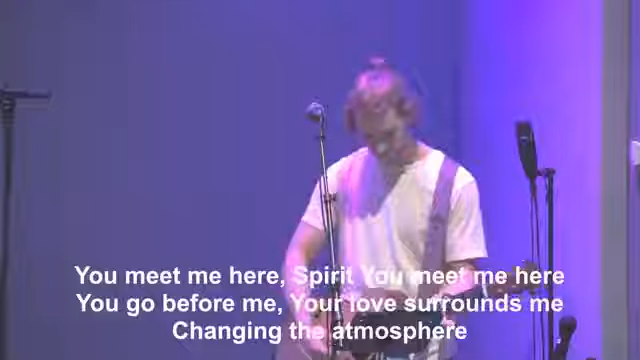 You meet me here, Spirit You meet me here
You go before me, Your love surrounds me
Changing the atmosphere